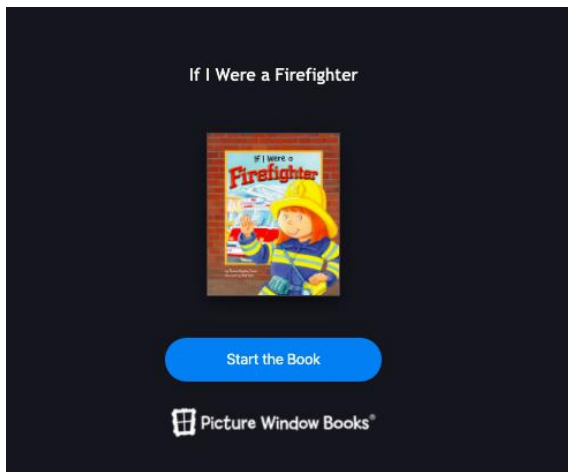 If I Were a Firefighter
If I Were a
Firefighter
Start the Book
Picture Window Books®